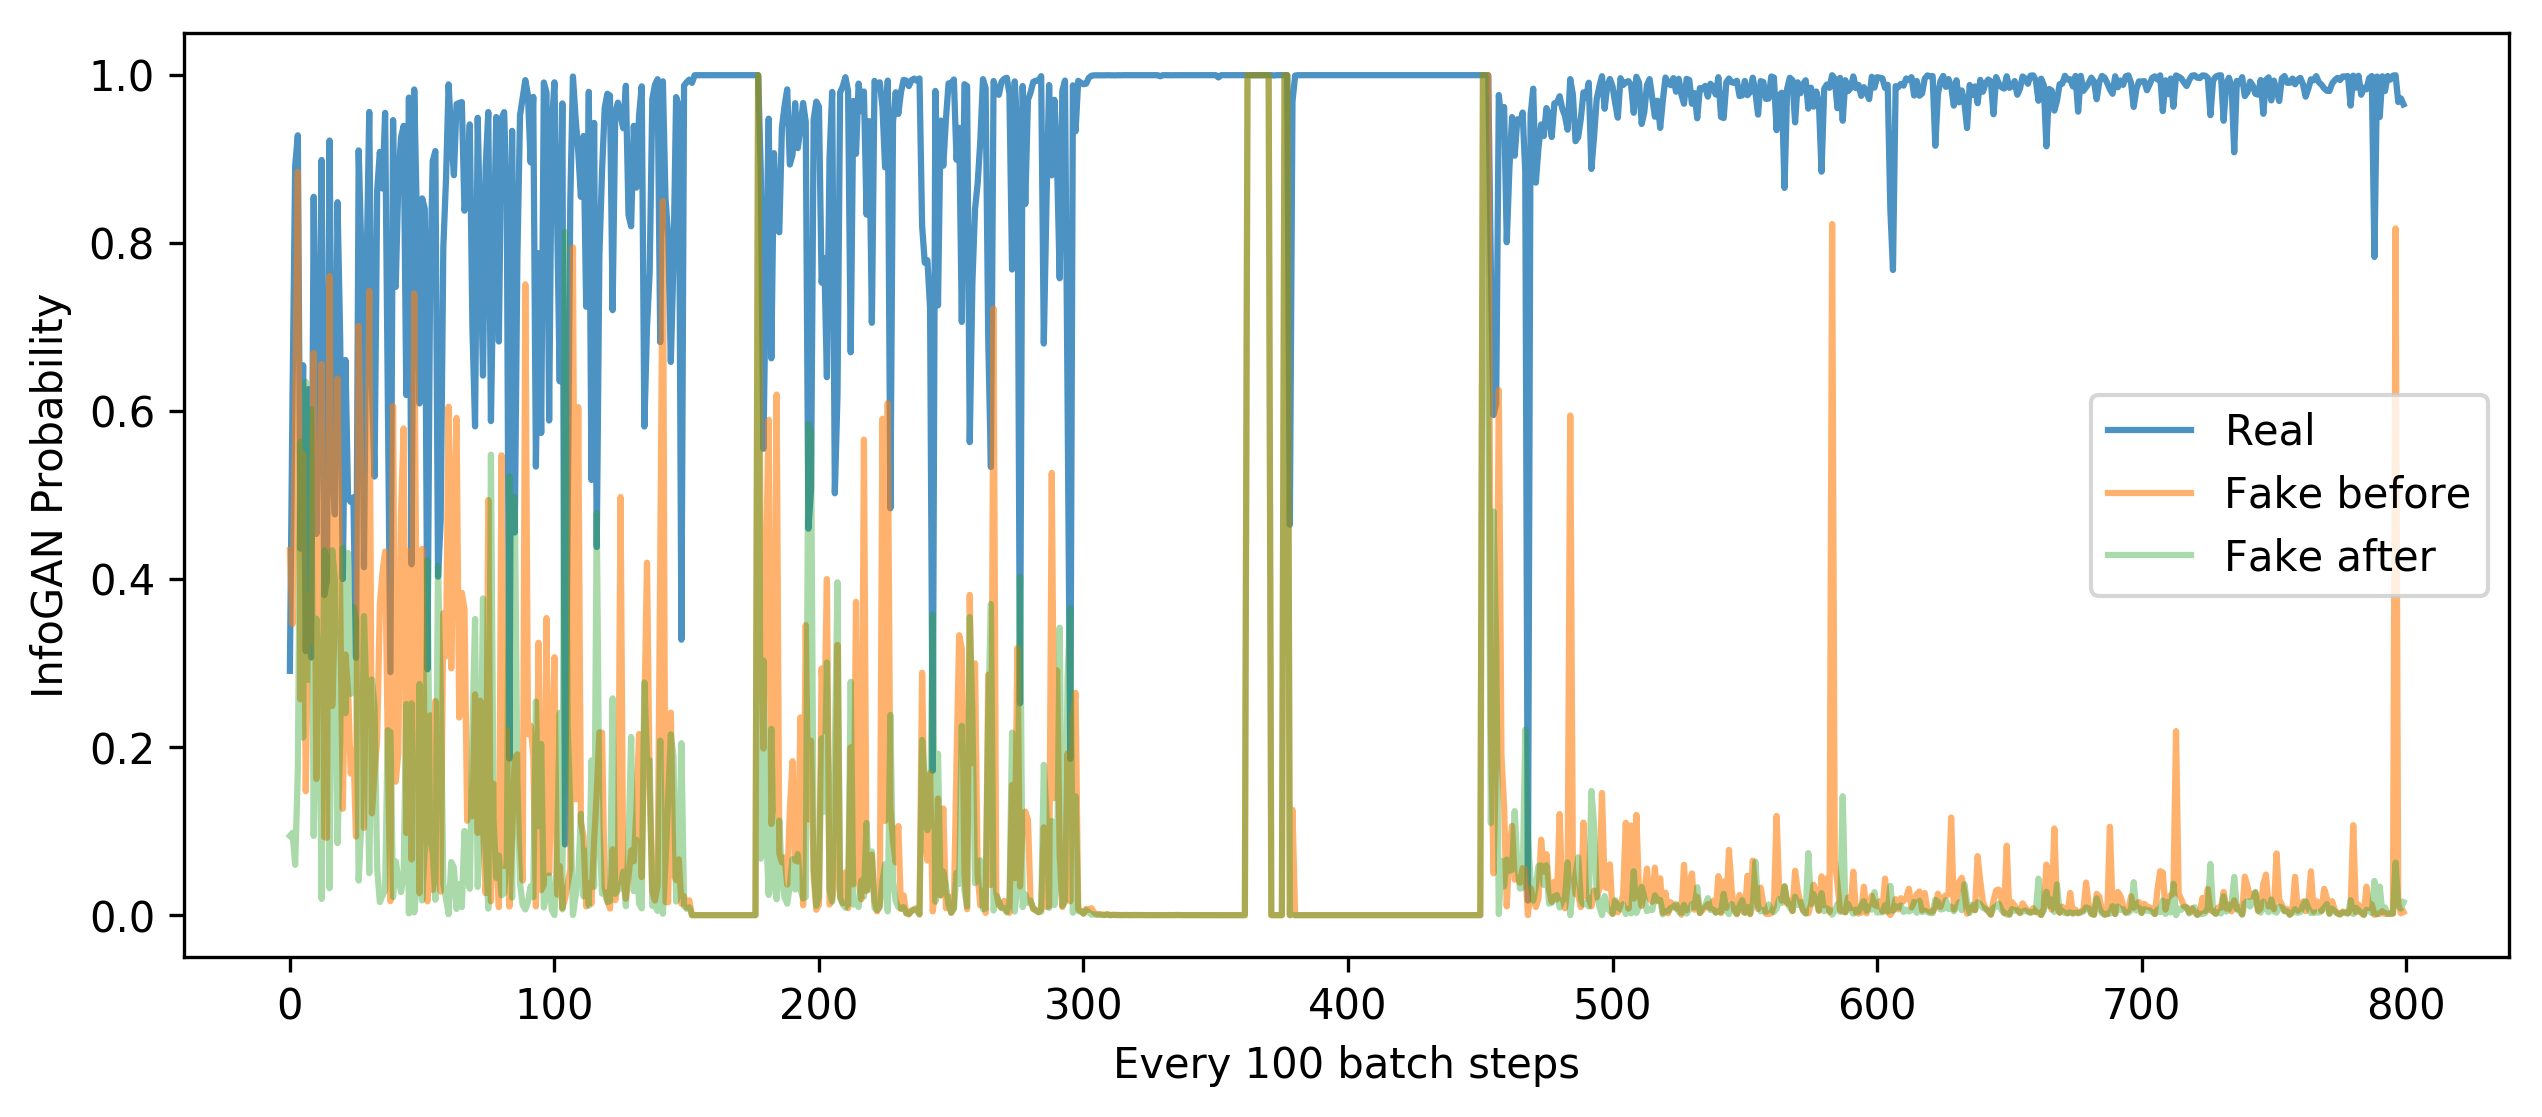 1.0
0.8
0.6
0.4
0.2
0.0
InfoGAN Probability
Real
Fake before
Fake after
0 100 200 300 400 500 600 700 800
Every 100 batch steps